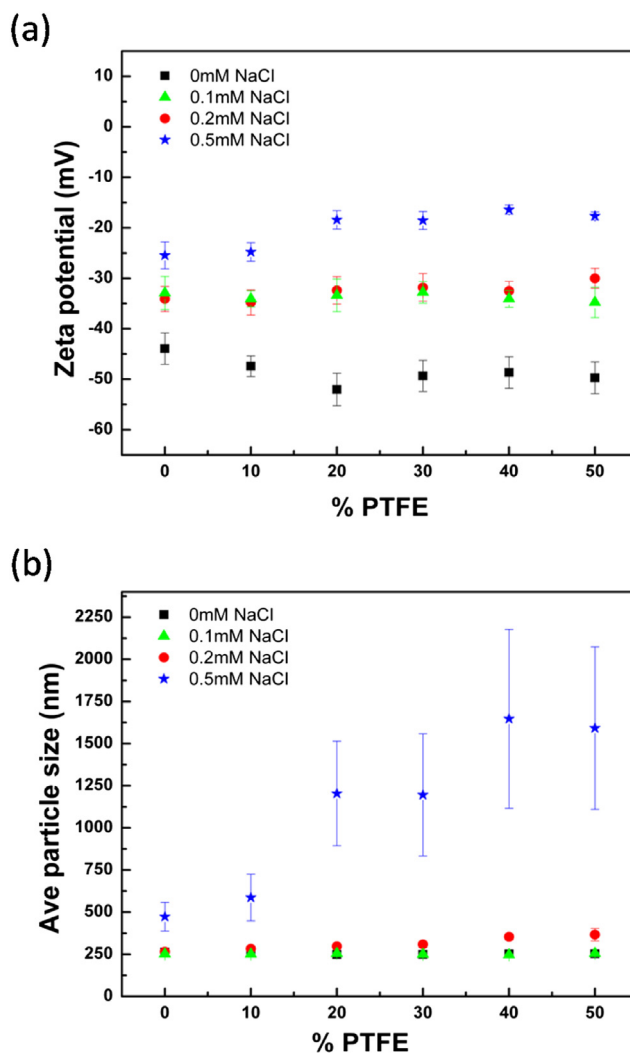 (a)
10
0
-10
-20
-30
-40
-50
-60
Zeta potential (mV)
0mM NaCl
0.1mM NaCl
0.2mM NaCl
0.5mM NaCl
0 10 20 30 40 50
% PTFE
(b)
2250
2000
1750
1500
1250
1000
750
500
250
0
Ave particle size (nm)
0mM NaCl
0.1mM NaCl
0.2mM NaCl
0.5mM NaCl
0 10 20 30 40 50
% PTFE